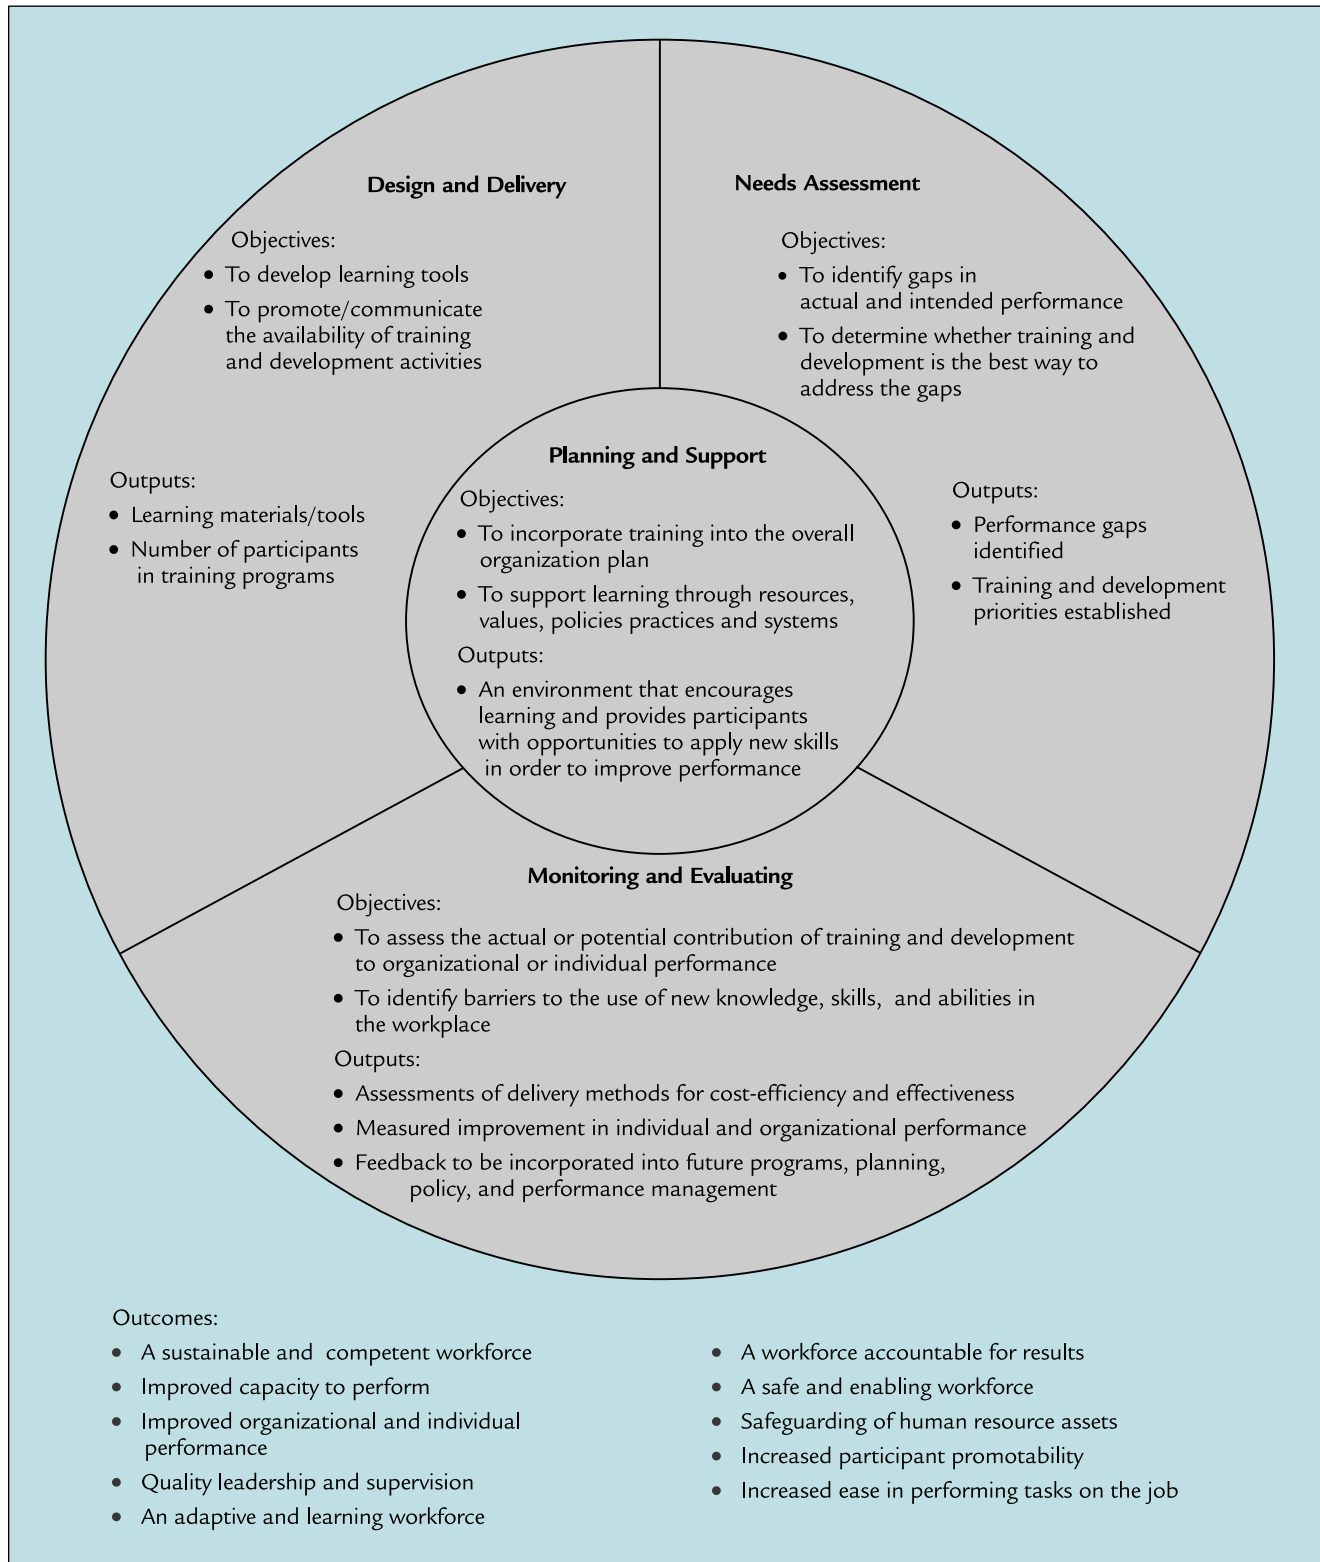 Design and Delivery
Objectives:
• To develop learning tools
• To promote/communicate
the availability of training
and development activities
Outputs:
• Learning materials/tools
• Number of participants
in training programs
Needs Assessment
Objectives:
• To identify gaps in
actual and intended performance
• To determine whether training and
development is the best way to
address the gaps
Outputs:
• Performance gaps
identified
• Training and development
priorities established
Planning and Support
Objectives:
• To incorporate training into the overall
organization plan
• To support learning through resources,
values, policies practices and systems
Outputs:
• An environment that encourages
learning and provides participants
with opportunities to apply new skills
in order to improve performance
Monitoring and Evaluating
Objectives:
• To assess the actual or potential contribution of training and development
to organizational or individual performance
• To identify barriers to the use of new knowledge, skills, and abilities in
the workplace
Outputs:
• Assessments of delivery methods for cost-efficiency and effectiveness
• Measured improvement in individual and organizational performance
• Feedback to be incorporated into future programs, planning,
policy, and performance management
Outcomes:
• A sustainable and competent workforce
• Improved capacity to perform
• Improved organizational and individual
performance
• Quality leadership and supervision
• An adaptive and learning workforce
• A workforce accountable for results
• A safe and enabling workforce
• Safeguarding of human resource assets
• Increased participant promotability
• Increased ease in performing tasks on the job